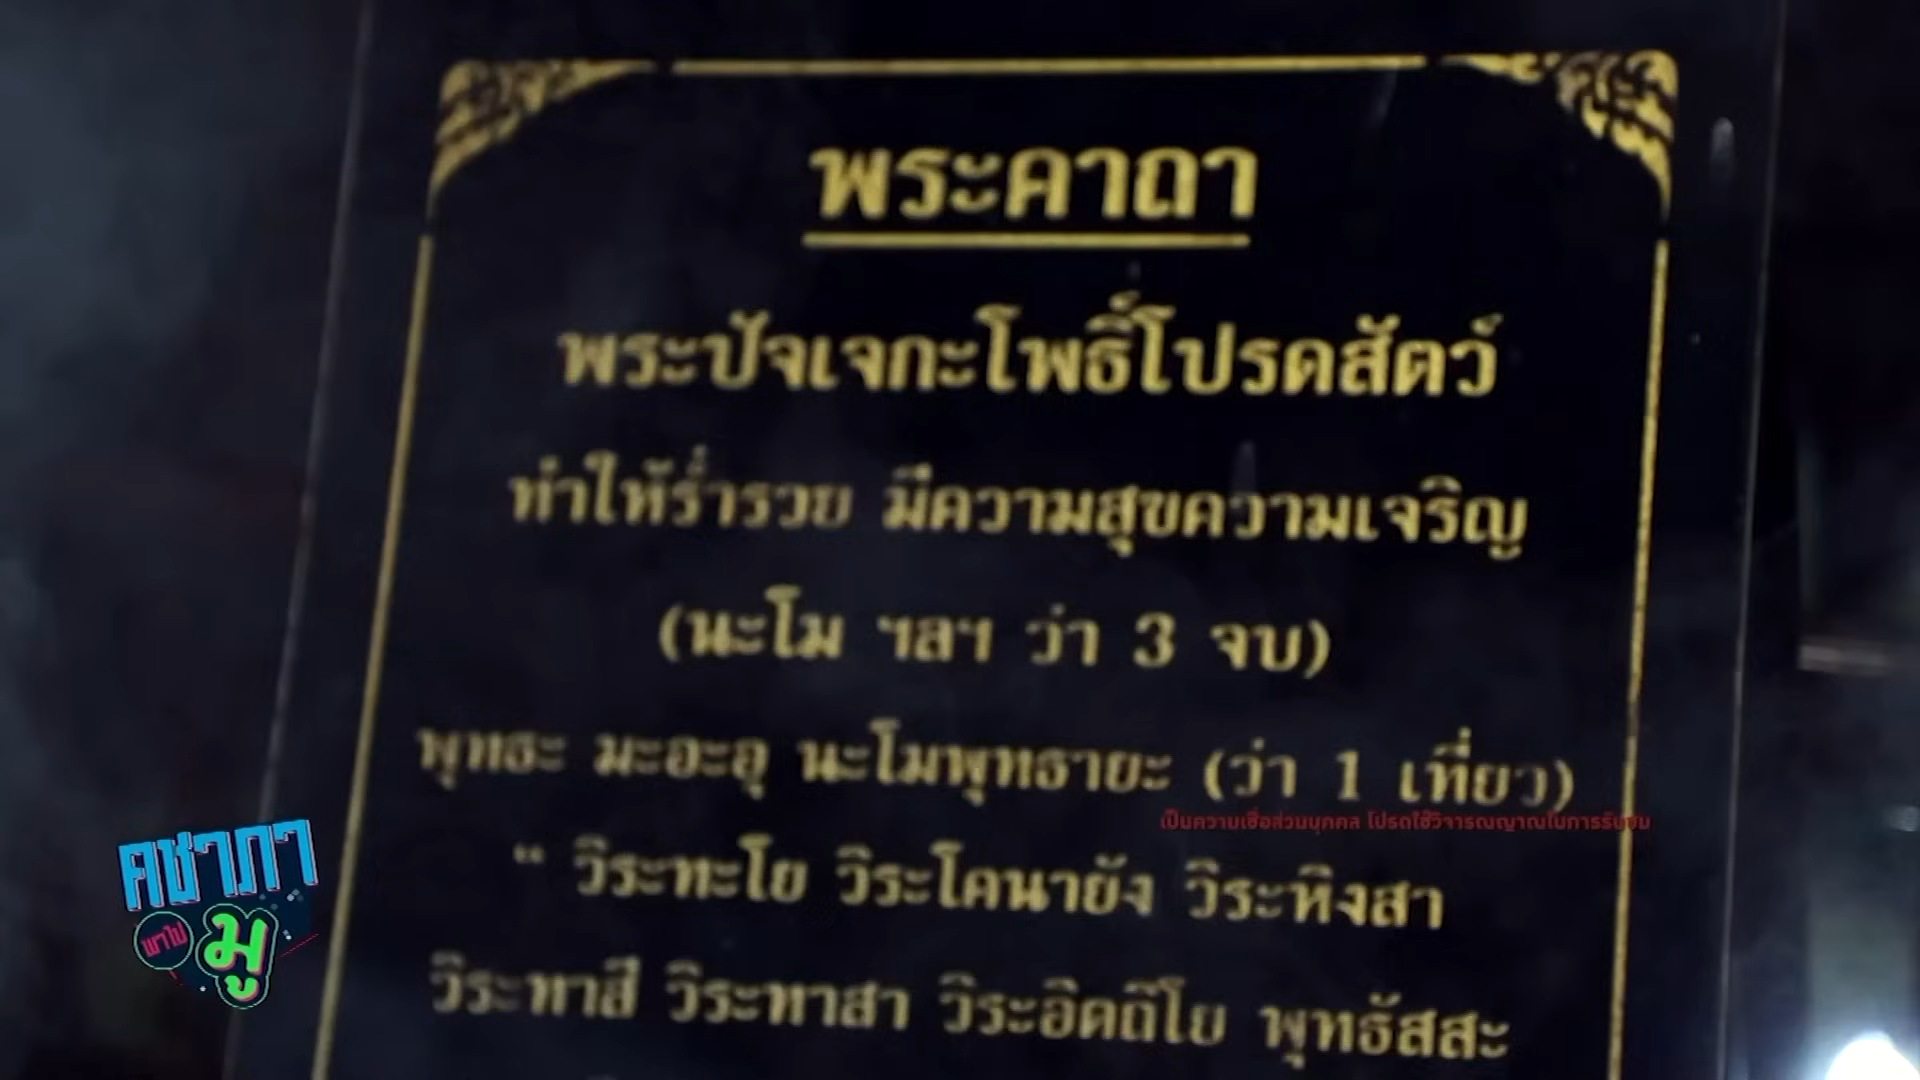 พระคาถา
พระปัจเจกะโพธิ์โปรดสัตว์
ทำให้ร่ำรวย มีความสุขความเจริญ
(นะโม ฯลฯ ว่า 3 จบ)
พุทธะ มะอะอุ นะโมพุทธายะ (ว่า 1 เที่ยว)
เป็นความเชื่อส่วนบุคคล โปรดใช้วิจารณญาณในการรับชม
“ วิระทะโย วิระโคนายัง วิระหิงสา
วิระทาสี วิระทาสา วิระอิตถิโย พุทธัสสะ
คชาภา
พาไป
มู